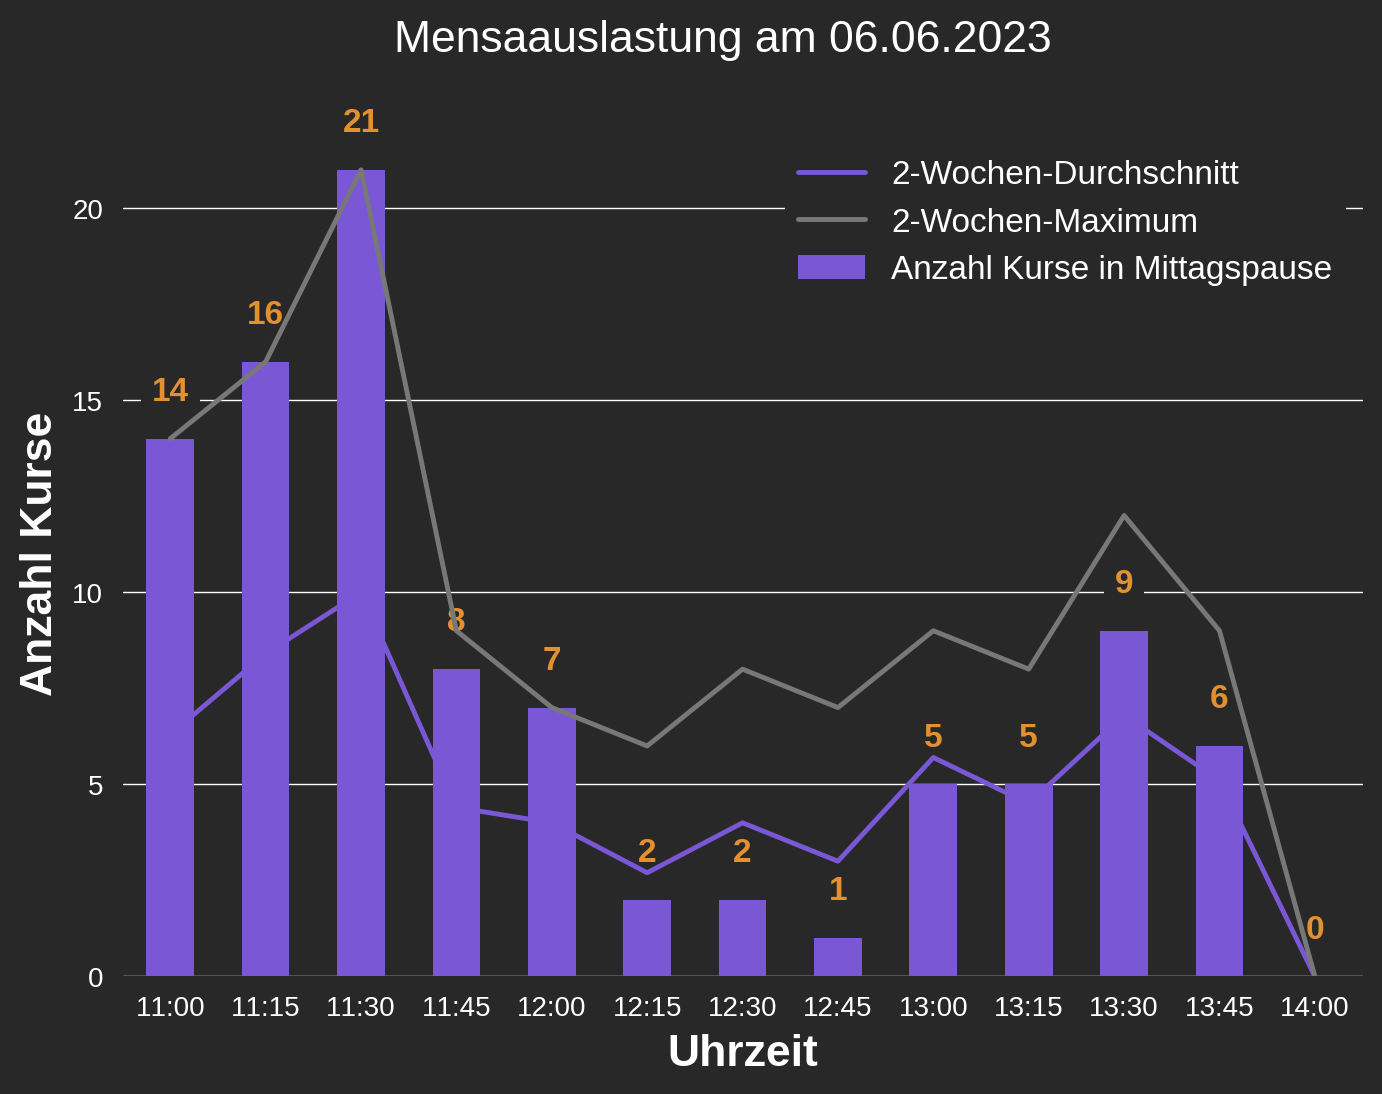 Mensaauslastung am 06.06.2023
2-Wochen-Durchschnitt
2-Wochen-Maximum
Anzahl Kurse in Mittagspause
Anzahl Kurse
20
15
10
5
0
14
16
21
8
7
2
2
1
5
5
9
6
0
11:00 11:15 11:30 11:45 12:00 12:15 12:30 12:45 13:00 13:15 13:30 13:45 14:00
Uhrzeit